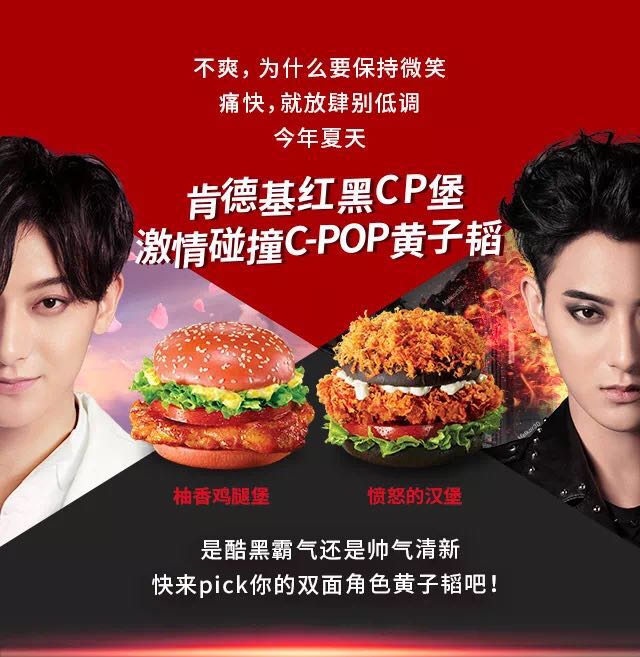 不爽，为什么要保持微笑
痛快，就放肆别低调
今年夏天
肯德基红黑CP堡
激情碰撞C-POP黄子韬
柚香鸡腿堡
愤怒的汉堡
是酷黑霸气还是帅气清新
快来pick你的双面角色黄子韬吧！